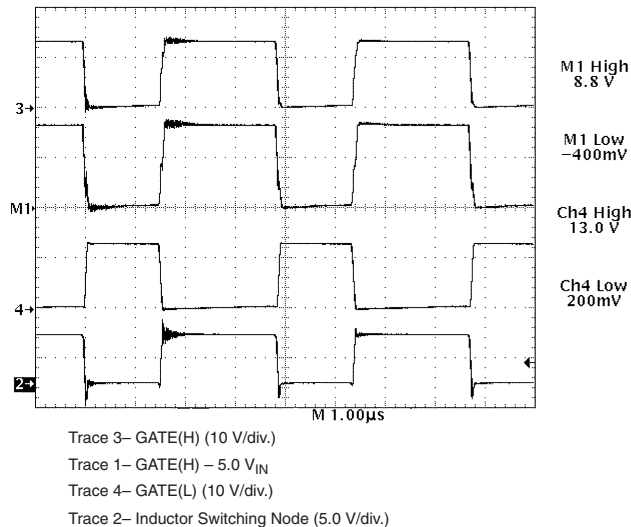 M1 High
8.8 V
3→
M1 Low
−400mV
M1
Ch4 High
13.0 V
Ch4 Low
200mV
4→
2→
M 1.00µs
Trace 3– GATE(H) (10 V/div.)
Trace 1– GATE(H) – 5.0 VIN
Trace 4– GATE(L) (10 V/div.)
Trace 2– Inductor Switching Node (5.0 V/div.)